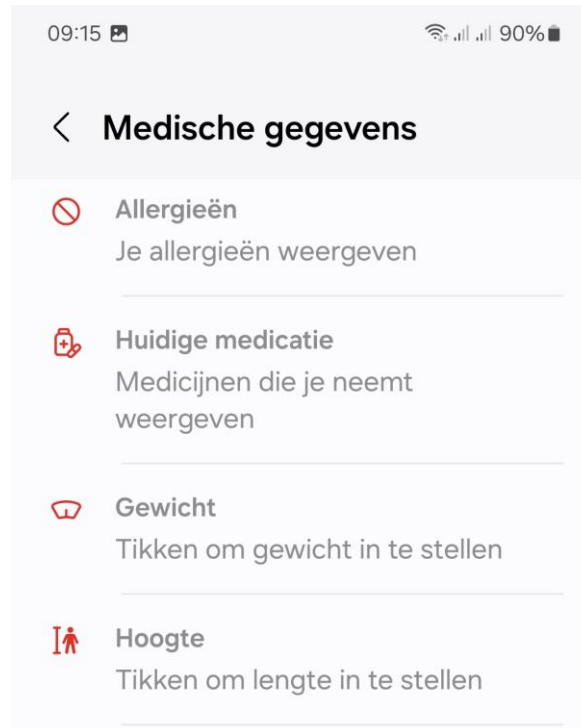 09:15 90%
Medische gegevens
Allergieën
Je allergieën weergeven
Huidige medicatie
Medicijnen die je neemt
weergeven
Gewicht
Tikken om gewicht in te stellen
Hoogte
Tikken om lengte in te stellen